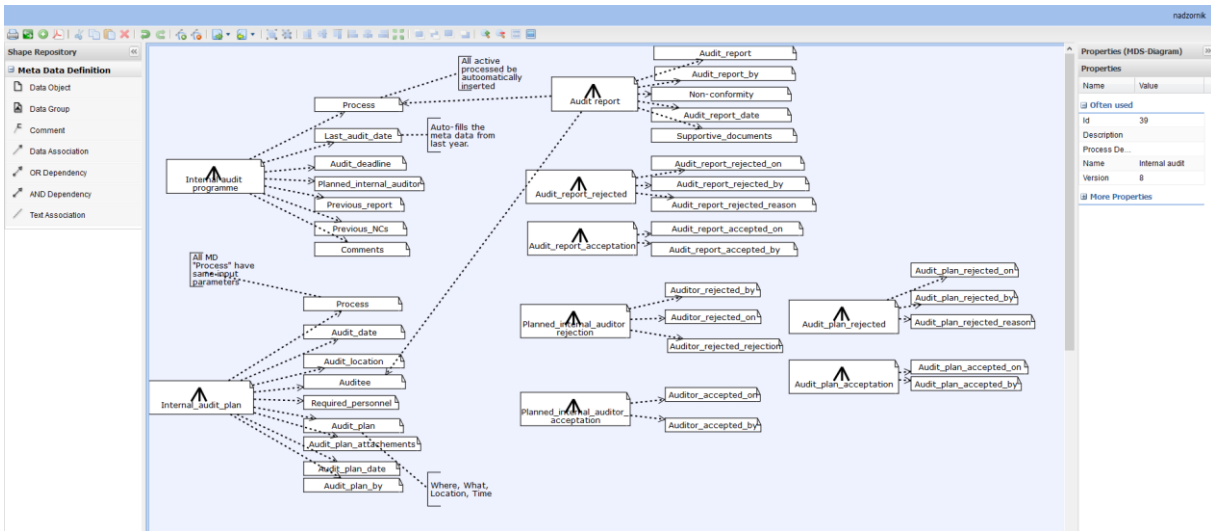 nadzornik
Shape Repository
Meta Data Definition
Data Object
Data Group
Comment
Data Association
OR Dependency
AND Dependency
Text Association
All active
processed be
autoomatically
inserted
Process
Last_audit_date
Auto-fills the
meta data from
last year.
Internal audit
programme
Audit_deadline
Planned_internal_auditor
Previous_report
Previous_NCs
Comments
All MD
"Process" have
same input
parameters
Process
Audit_date
Audit_location
Auditee
Internal_audit_plan
Required_personnel
Audit_plan
Audit_plan_attachements
Audit_plan_date
Audit_plan_by
Where, What,
Location, Time
Audit report
Audit_report
Audit_report_by
Non-conformity
Audit_report_date
Supportive_documents
Audit_report_rejected
Audit_report_rejected_on
Audit_report_rejected_by
Audit_report_rejected_reason
Audit_report_acceptation
Audit_report_accepted_on
Audit_report_accepted_by
Planned_internal_auditor
rejection
Auditor_rejected_by
Auditor_rejected_on
Auditor_rejected_rejection
Planned_internal_auditor_
acceptation
Auditor_accepted_on
Auditor_accepted_by
Audit_plan_rejected
Audit_plan_rejected_on
Audit_plan_rejected_by
Audit_plan_rejected_reason
Audit_plan_acceptation
Audit_plan_accepted_on
Audit_plan_accepted_by
Properties (MDS-Diagram)
Properties
Name Value
Often used
Id 39
Description
Process De...
Name Internal audit
Version 8
More Properties